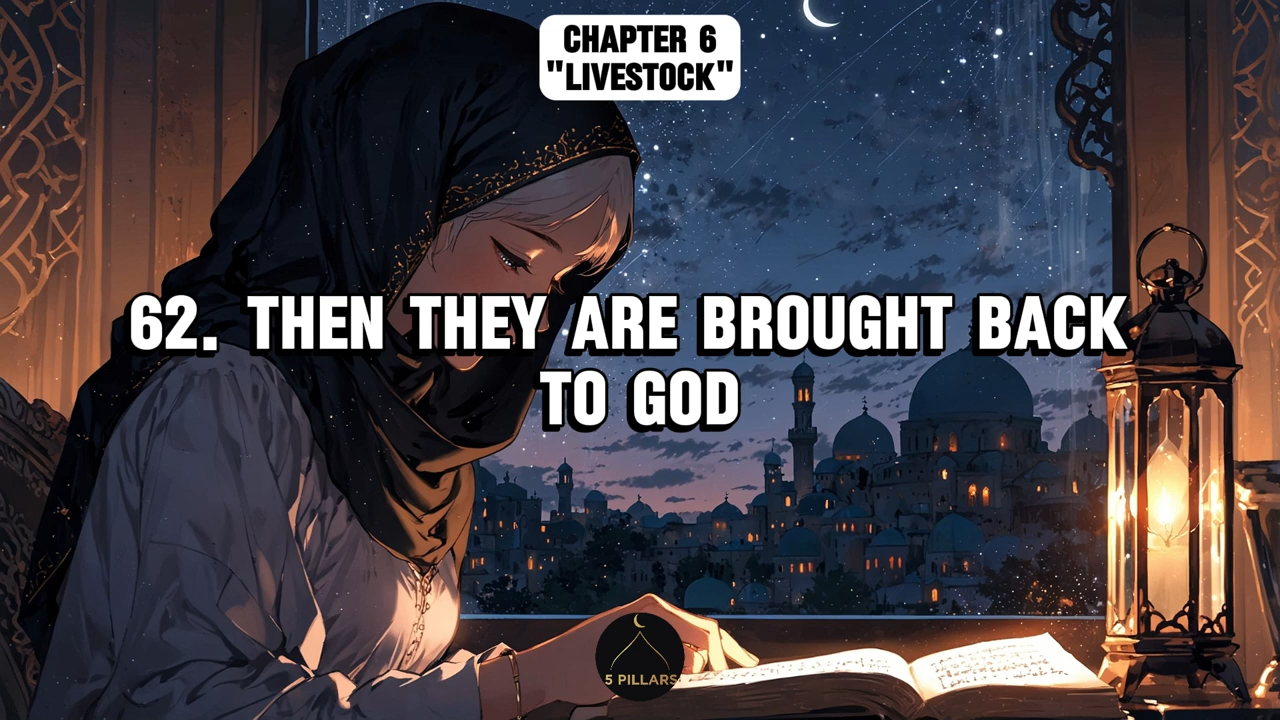 CHAPTER 6
"LIVESTOCK"
62. THEN THEY ARE BROUGHT BACK
TO GOD
5 PILLARS